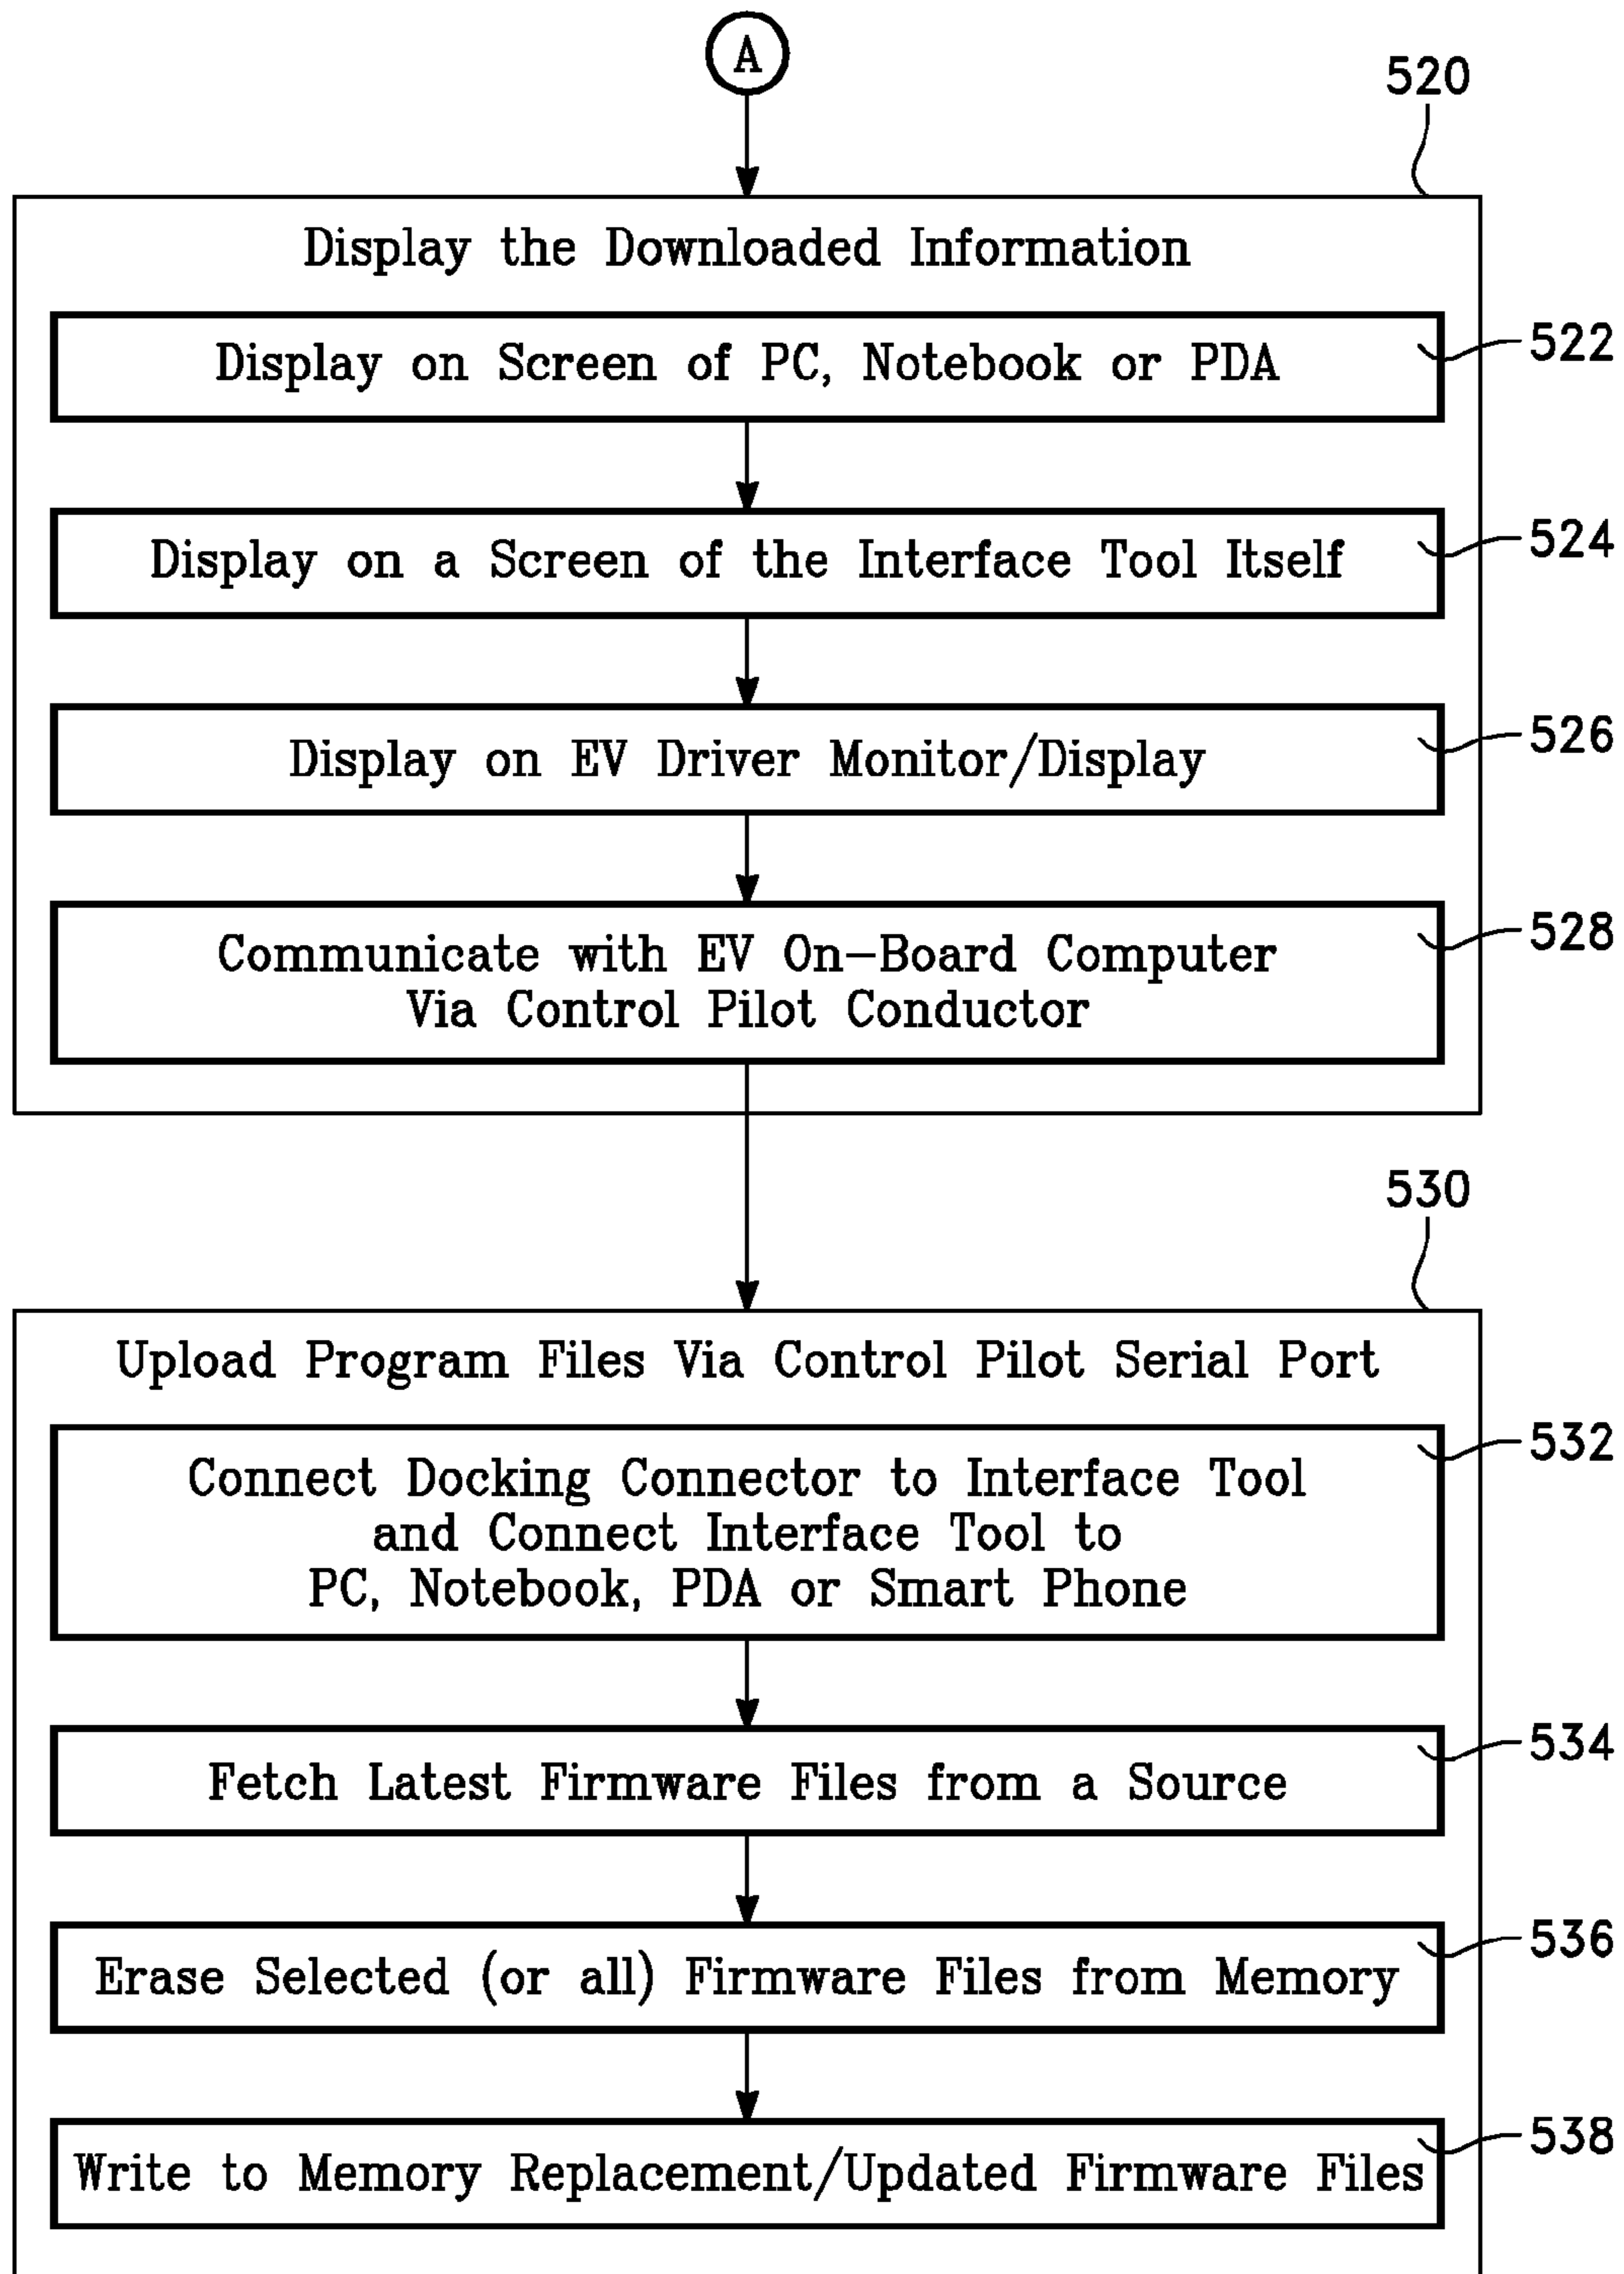 A
520
Display the Downloaded Information
Display on Screen of PC, Notebook or PDA
522
Display on a Screen of the Interface Tool Itself
524
Display on EV Driver Monitor/Display
526
Communicate with EV On-Board Computer
Via Control Pilot Conductor
528
530
Upload Program Files Via Control Pilot Serial Port
Connect Docking Connector to Interface Tool
and Connect Interface Tool to
PC, Notebook, PDA or Smart Phone
532
Fetch Latest Firmware Files from a Source
534
Erase Selected (or all) Firmware Files from Memory
536
Write to Memory Replacement/Updated Firmware Files
538